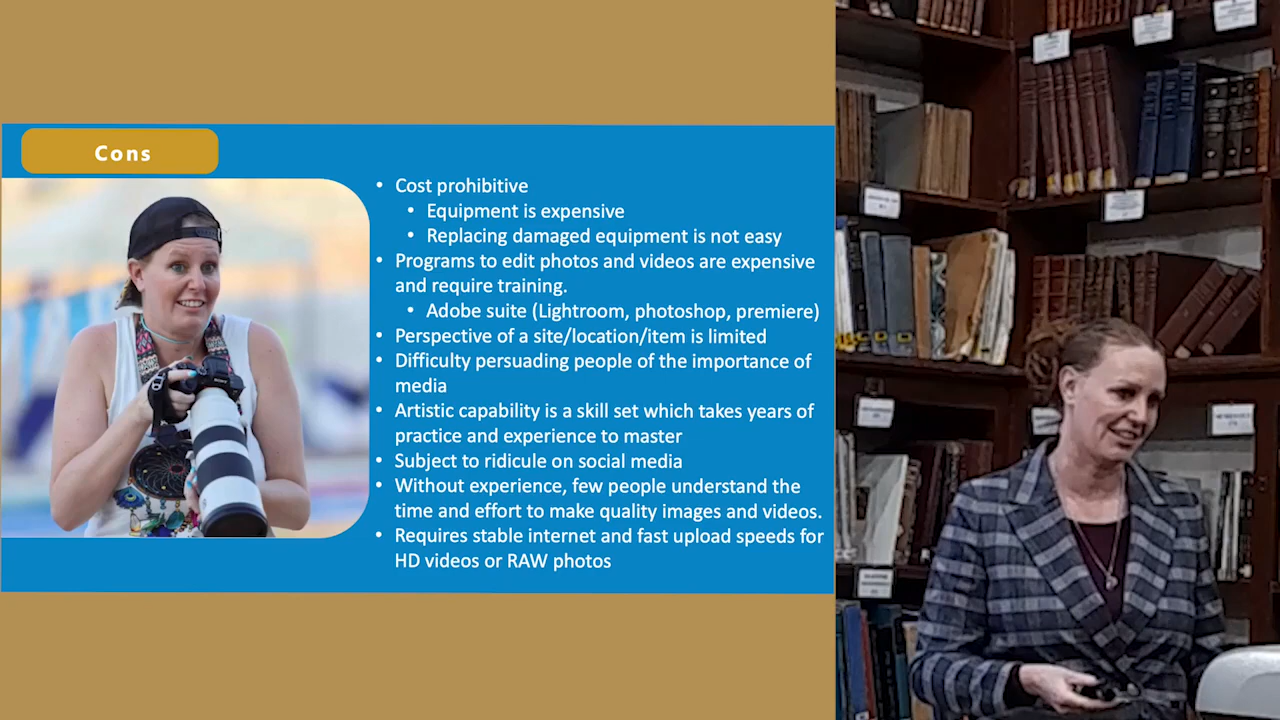 Cons
• Cost prohibitive
• Equipment is expensive
• Replacing damaged equipment is not easy
• Programs to edit photos and videos are expensive
and require training.
• Adobe suite (Lightroom, photoshop, premiere)
• Perspective of a site/location/item is limited
• Difficulty persuading people of the importance of
media
• Artistic capability is a skill set which takes years of
practice and experience to master
• Subject to ridicule on social media
• Without experience, few people understand the
time and effort to make quality images and videos.
• Requires stable internet and fast upload speeds for
HD videos or RAW photos